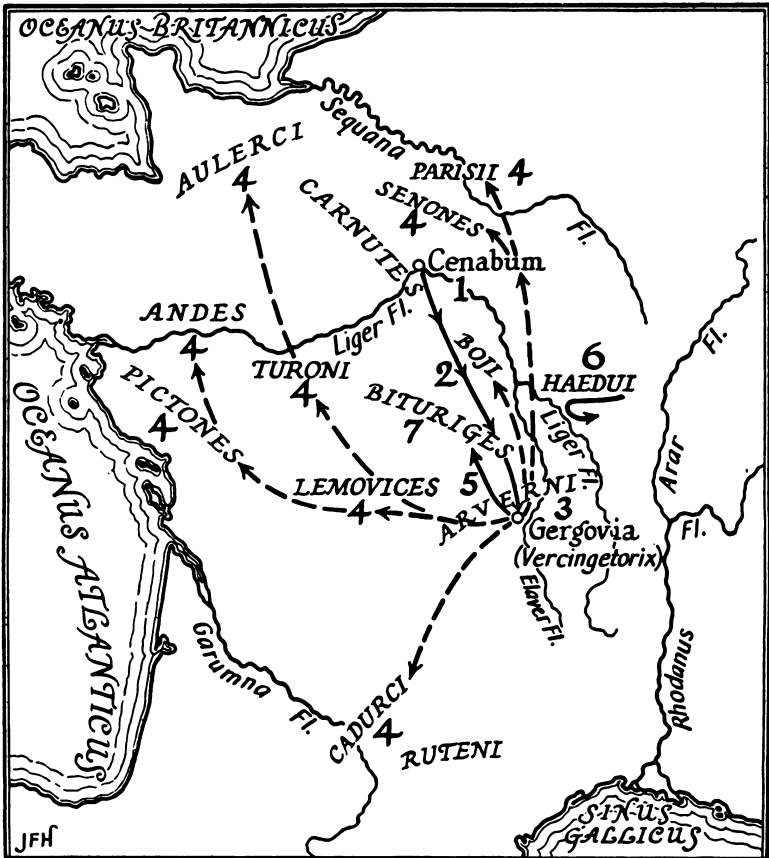 OCEANUS BRITANNICUS
Sequana
AULERCI
4
PARISII 4
SENONES
4
CARNUTES
Fl.
Cenabum
1
ANDES
4
Liger Fl.
TURONI
4
BOJI
2
6
HAEDUI
Fl.
PICTONES
4
BITURIGES
7
Liger Fl.
Arar
LEMOVICES
4
5
ARVERNI
3
Gergovia
(Vercingetorix)
Fl.
OCEANUS ATLANTICUS
Elaver Fl.
Garumna
Fl.
Rhodanus
CADURCI
4
RUTENI
SINUS
GALLICUS
JFH